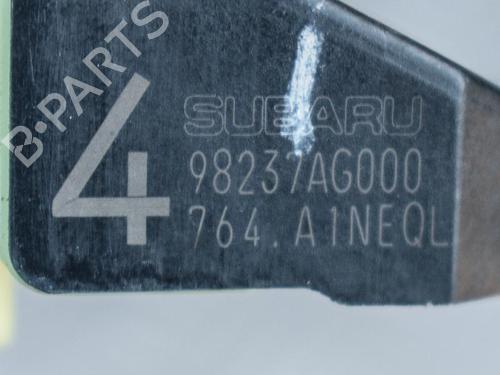 B·PARTS
4
SUBARU
98237AG000
764.A1NEQL